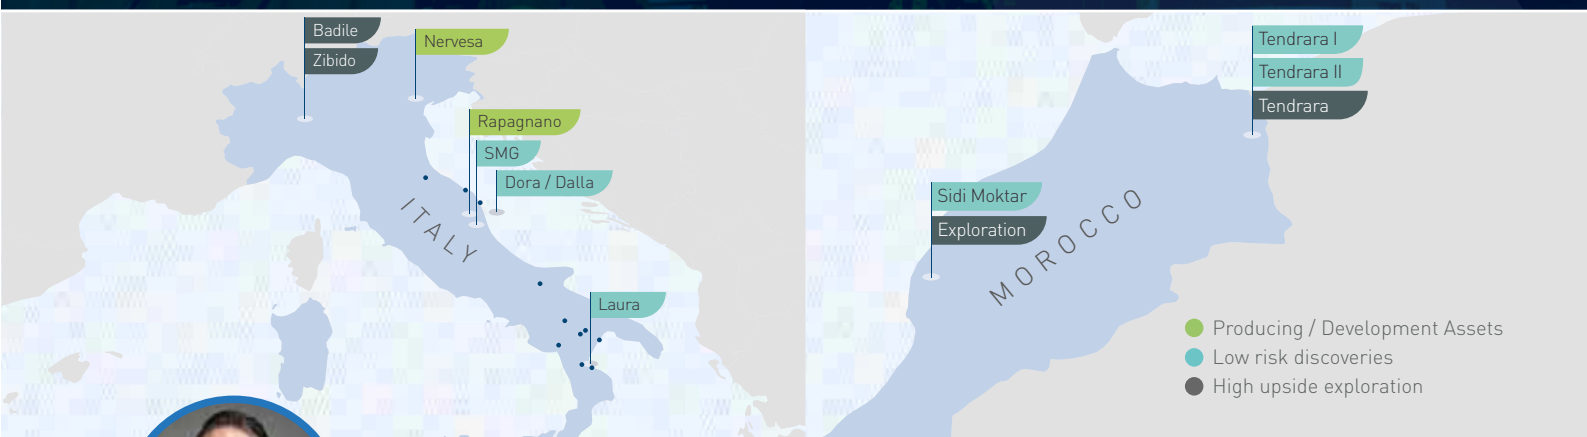 Badile
Zibido
Nervesa
Rapagnano
SMG
Dora / Dalla
ITALY
Laura
Tendrara I
Tendrara II
Tendrara
Sidi Moktar
Exploration
MOROCCO
Producing / Development Assets
Low risk discoveries
High upside exploration